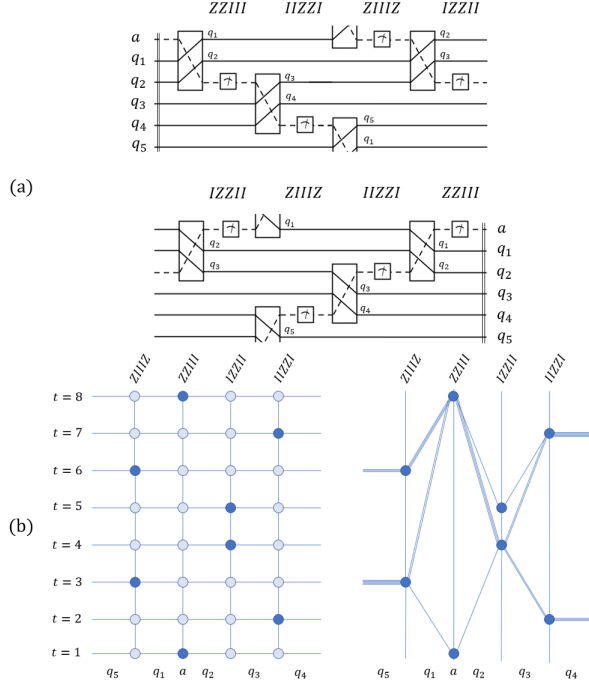 ZZIII IIZZI ZIIIZ IZZII
a q₁ q₂
q₁ q₂ q₃
q₂ q₃
q₃ q₄
q₄ q₅
q₅ q₁
(a)
IZZII ZIIIZ IIZZI ZZIII
q₁ a
q₂ q₁ q₁
q₃ q₂ q₂
q₃ q₃
q₄ q₄
q₅ q₅
ZIIIZ ZZIII IZZII IIZZI ZIIIZ ZZIII IZZII IIZZI
t = 8
t = 7
t = 6
t = 5
(b)
t = 4
t = 3
t = 2
t = 1
q₅ q₁ a q₂ q₃ q₄ q₅ q₁ a q₂ q₃ q₄